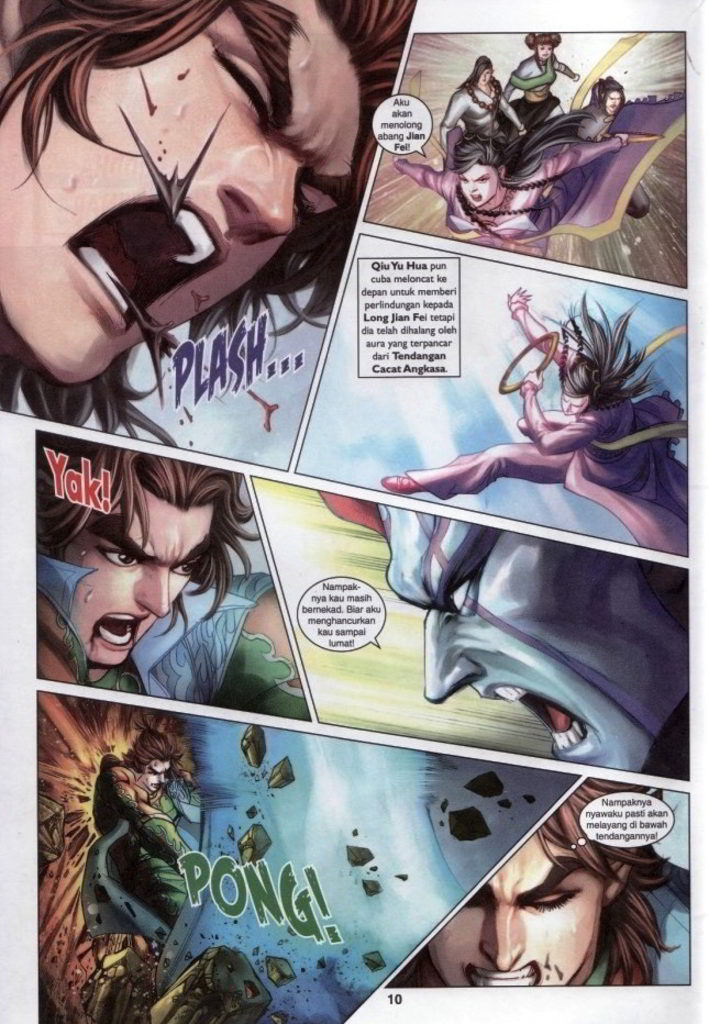 Aku
akan
menolong
abang Jian
Fei!
PLASH...
Qiu Yu Hua pun
cuba meloncat ke
depan untuk memberi
perlindungan kepada
Long Jian Fei tetapi
dia telah dihalang oleh
aura yang terpancar
dari Tendangan
Cacat Angkasa.
Yak!
Nampak-
nya kau masih
bernekad. Biar aku
menghancurkan
kau sampai
lumat!
PONG!
Nampaknya
nyawaku pasti akan
melayang di bawah
tendangannya!
10